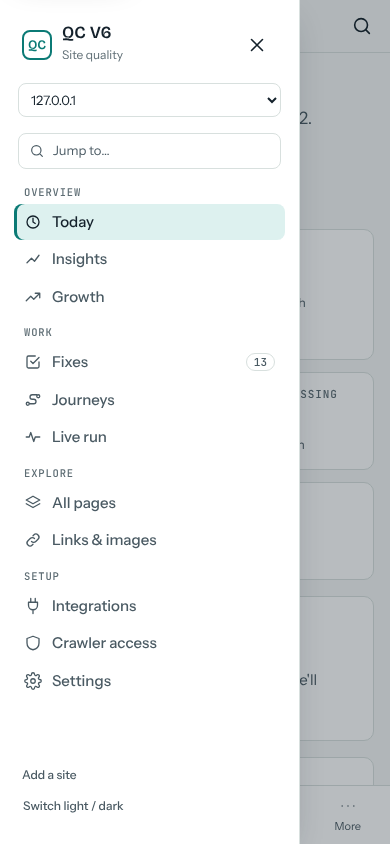 QC
QC V6
Site quality
127.0.0.1
Jump to...
OVERVIEW
Today
2.
Insights
Growth
WORK
Fixes
13
SSING
Journeys
Live run
EXPLORE
All pages
Links & images
SETUP
Integrations
Crawler access
Settings
e'll
Add a site
Switch light / dark
...
More